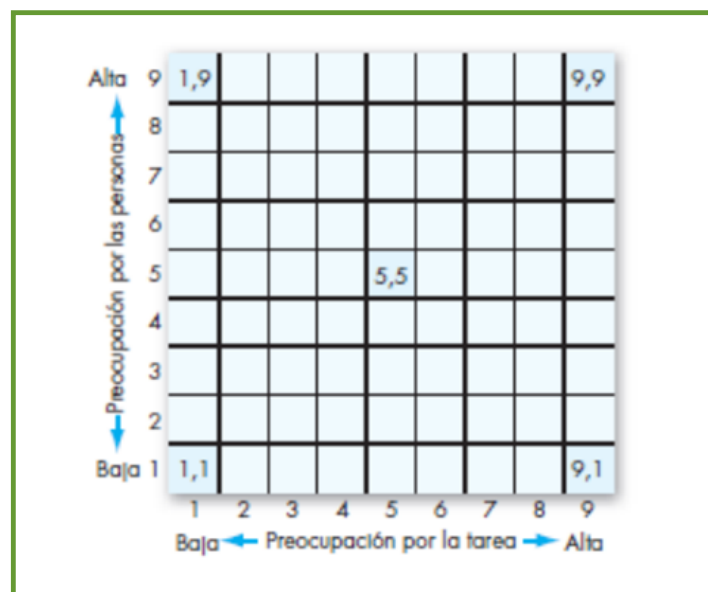 Alta 9 1,9 9,9
8
7
6
5 5,5
4
3
2
Baja 1 1,1 9,1
Preocupación por las personas
1 2 3 4 5 6 7 8 9
Baja Preocupación por la tarea Alta